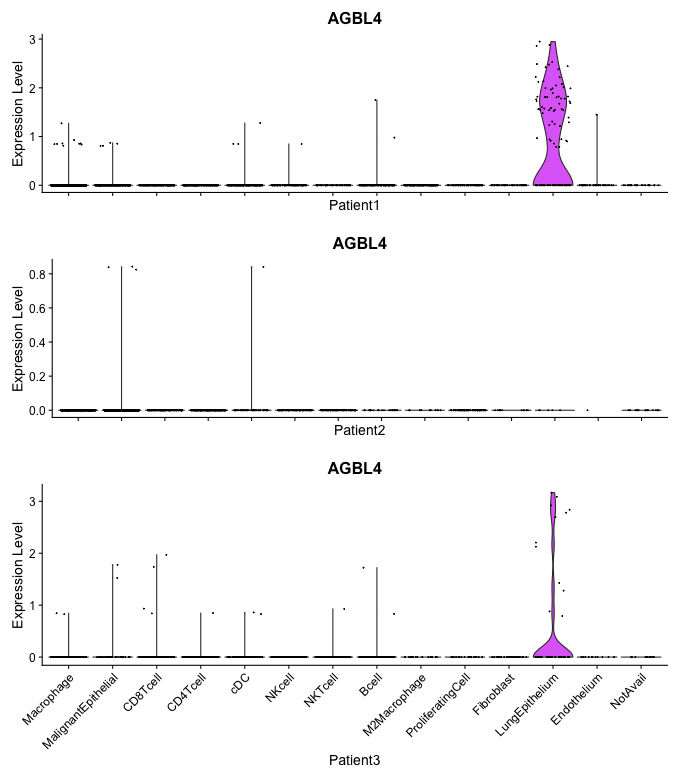 AGBL4
Expression Level
3
2
1
0
Patient1
AGBL4
Expression Level
0.8
0.6
0.4
0.2
0.0
Patient2
AGBL4
Expression Level
3
2
1
0
Macrophage
MalignantEpithelial
CD8Tcell
CD4Tcell
cDC
NKcell
NKTcell
Bcell
M2Macrophage
ProliferatingCell
Fibroblast
LungEpithelium
Endothelium
NotAvail
Patient3